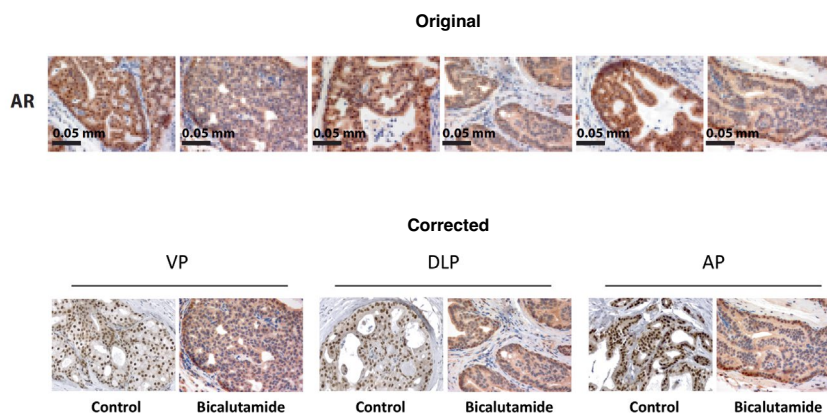 Original
AR
0.05 mm 0.05 mm 0.05 mm 0.05 mm 0.05 mm 0.05 mm
Corrected
VP DLP AP
Control Bicalutamide Control Bicalutamide Control Bicalutamide